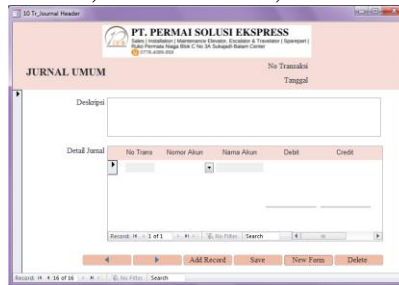 10 Tr_Journal Header
PT. PERMAI SOLUSI EKSPRESS
Sales | Installation | Maintenance Elevator, Escalator & Travelator | Sparepart |
Ruko Permata Niaga Blok C No 3A Sukajadi-Batam Center
JURNAL UMUM
No Transaksi
Tanggal
Deskripsi
Detail Jurnal
No Trans Nomor Akun Nama Akun Debit Credit
Record: 1 of 1 No Filter Search
Add Record Save New Form Delete
Record: 16 of 16 No Filter Search